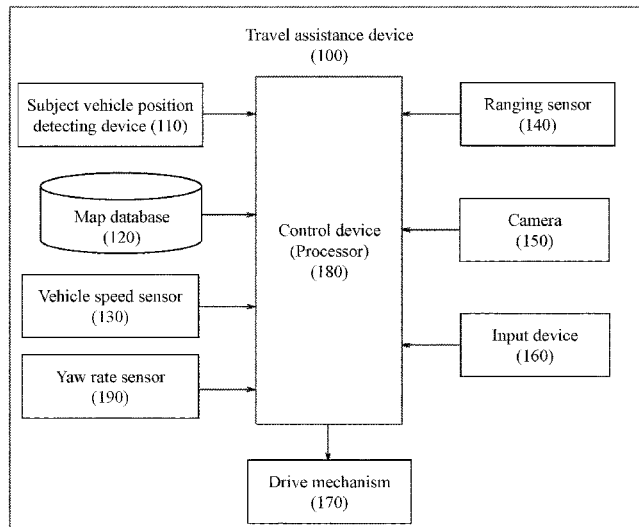 Travel assistance device
(100)
Subject vehicle position
detecting device (110)
Map database
(120)
Vehicle speed sensor
(130)
Yaw rate sensor
(190)
Control device
(Processor)
(180)
Ranging sensor
(140)
Camera
(150)
Input device
(160)
Drive mechanism
(170)